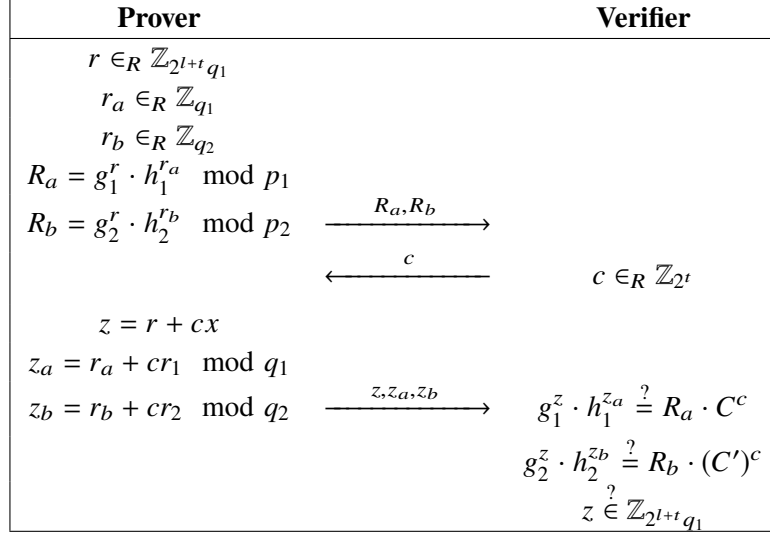 Prover Verifier
r ∈_R ℤ_{2^{l+t}q_1}
r_a ∈_R ℤ_{q_1}
r_b ∈_R ℤ_{q_2}
R_a = g_1^r · h_1^{r_a} mod p_1
R_b = g_2^r · h_2^{r_b} mod p_2 R_a,R_b
c c ∈_R ℤ_{2^t}
z = r + cx
z_a = r_a + cr_1 mod q_1
z_b = r_b + cr_2 mod q_2 z,z_a,z_b g_1^z · h_1^{z_a} ≟ R_a · C^c
g_2^z · h_2^{z_b} ≟ R_b · (C′)^c
z ∈^? ℤ_{2^{l+t}q_1}